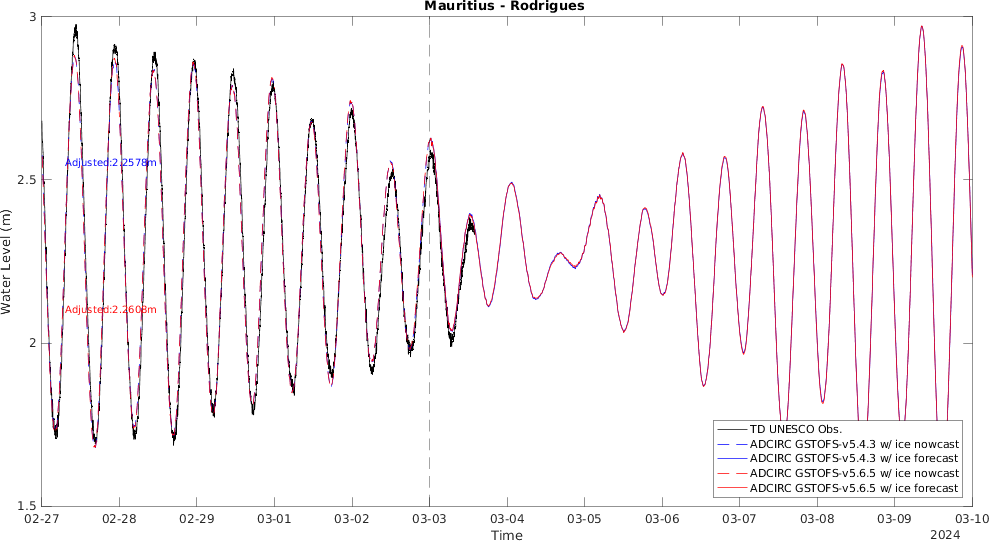 Mauritius - Rodrigues
3
2.5
2
1.5
Water Level (m)
Adjusted:2.2578m
Adjusted:2.2603m
TD UNESCO Obs.
ADCIRC GSTOFS-v5.4.3 w/ ice nowcast
ADCIRC GSTOFS-v5.4.3 w/ ice forecast
ADCIRC GSTOFS-v5.6.5 w/ ice nowcast
ADCIRC GSTOFS-v5.6.5 w/ ice forecast
02-27 02-28 02-29 03-01 03-02 03-03 03-04 03-05 03-06 03-07 03-08 03-09 03-10
Time
2024